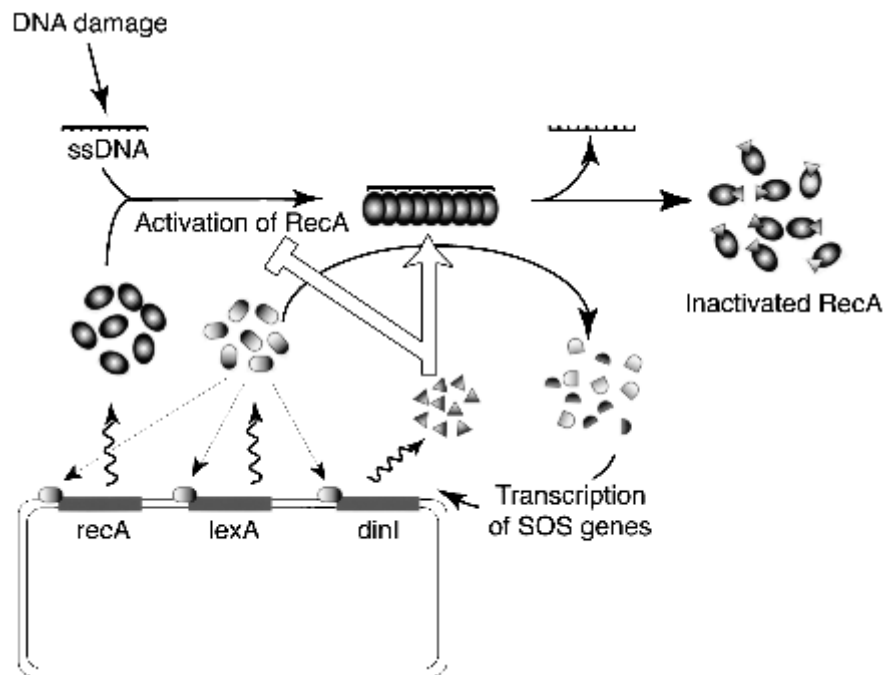 DNA damage
ssDNA
Activation of RecA
Inactivated RecA
Transcription
of SOS genes
recA
lexA
dinI